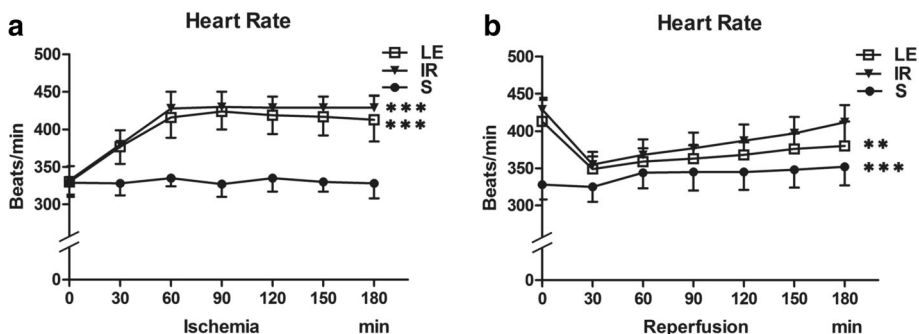 a
Heart Rate
Beats/min
500
400
300
0
LE
IR
S
***
***
0 30 60 90 120 150 180
Ischemia min
b
Heart Rate
Beats/min
500
450
400
350
300
0
LE
IR
S
**
***
0 30 60 90 120 150 180
Reperfusion min